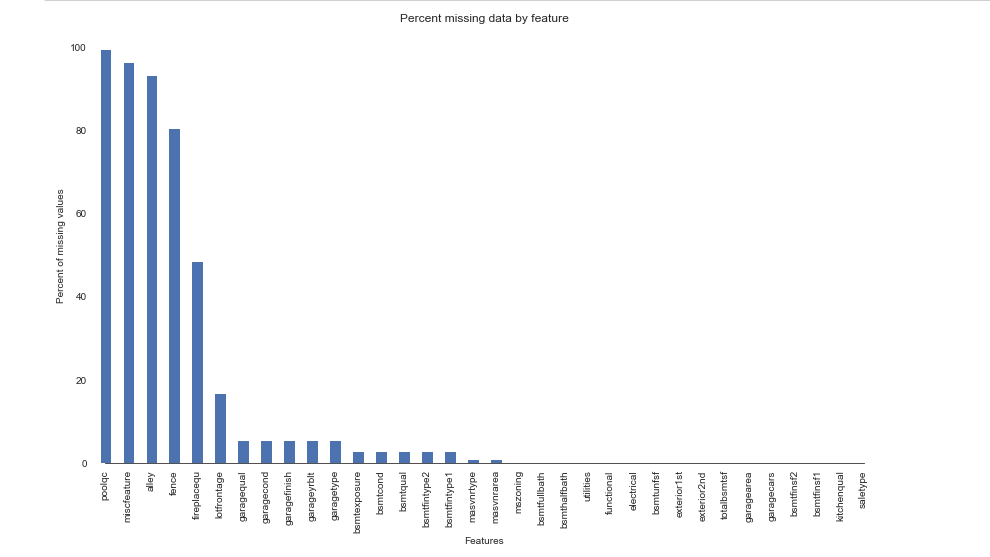 Percent missing data by feature
100
80
60
40
20
0
Percent of missing values
poolqc
miscfeature
alley
fence
fireplacequ
lotfrontage
garagequal
garagecond
garagefinish
garageyrblt
garagetype
bsmtexposure
bsmtcond
bsmtqual
bsmtfintype2
bsmtfintype1
masvnrtype
masvnrarea
mszoning
bsmtfullbath
bsmthalfbath
utilities
functional
electrical
bsmtunfsf
exterior1st
exterior2nd
totalbsmtsf
garagearea
garagecars
bsmtfinsf2
bsmtfinsf1
kitchenqual
saletype
Features